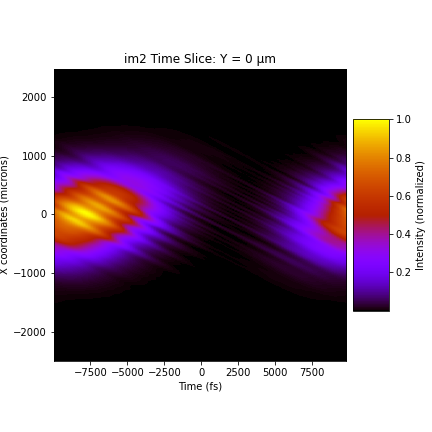 im2 Time Slice: Y = 0 μm
2000
1000
0
−1000
−2000
X coordinates (microns)
−7500 −5000 −2500 0 2500 5000 7500
Time (fs)
1.0
0.8
0.6
0.4
0.2
Intensity (normalized)